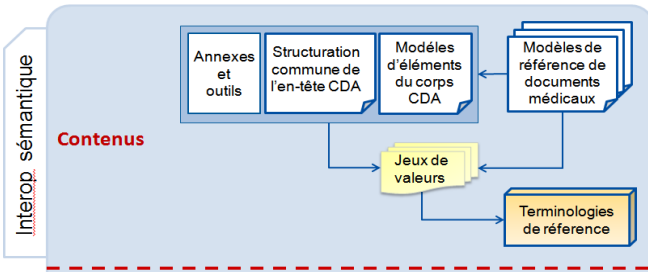 Interop sémantique
Contenus
Annexes
et
outils
Structuration
commune de
l'en-tête CDA
Modéles
d'éléments
du corps
CDA
Modèles de
référence de
documents
médicaux
Jeux de
valeurs
Terminologies
de réference